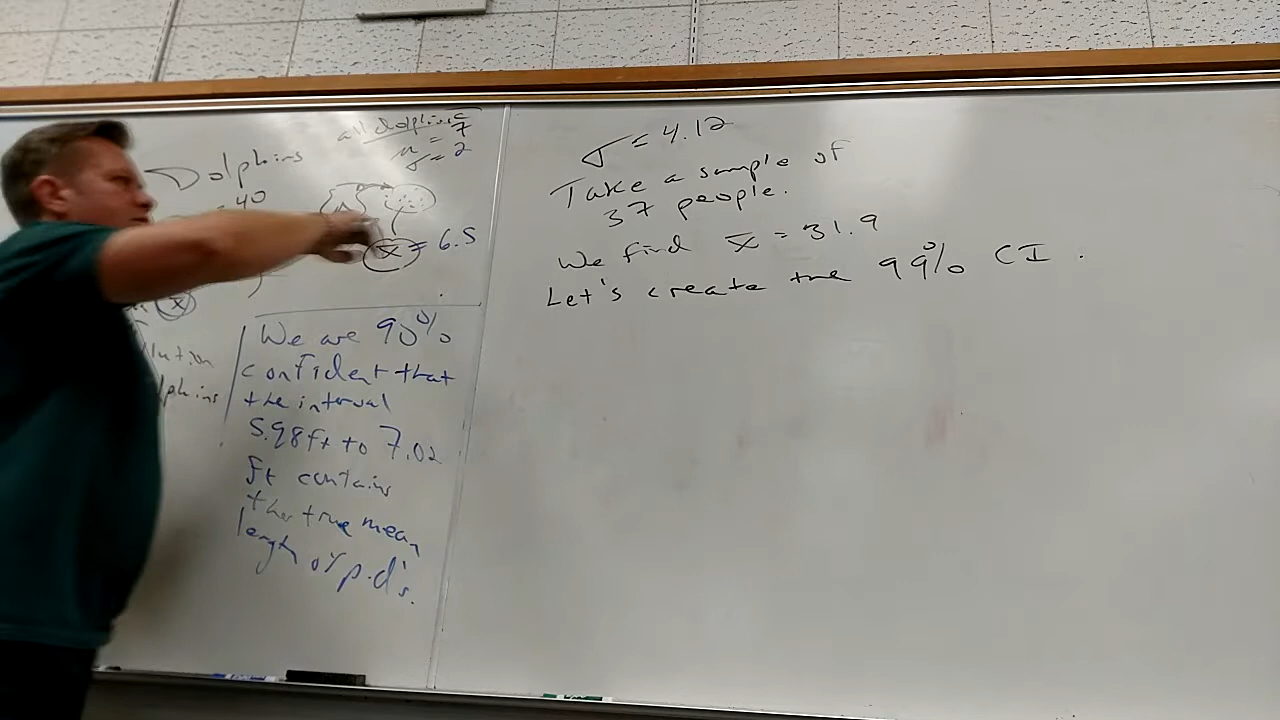 Dolphins
all dolphins
μ = 7
σ = 2
40
x̄ = 6.5
x̄
lution
lphins
We are 90%
confident that
the interval
5.98ft to 7.02
ft contains
the true mean
length of p.d's.
σ = 4.12
Take a sample of
37 people.
We find x̄ = 31.9
Let's create the 99% CI.